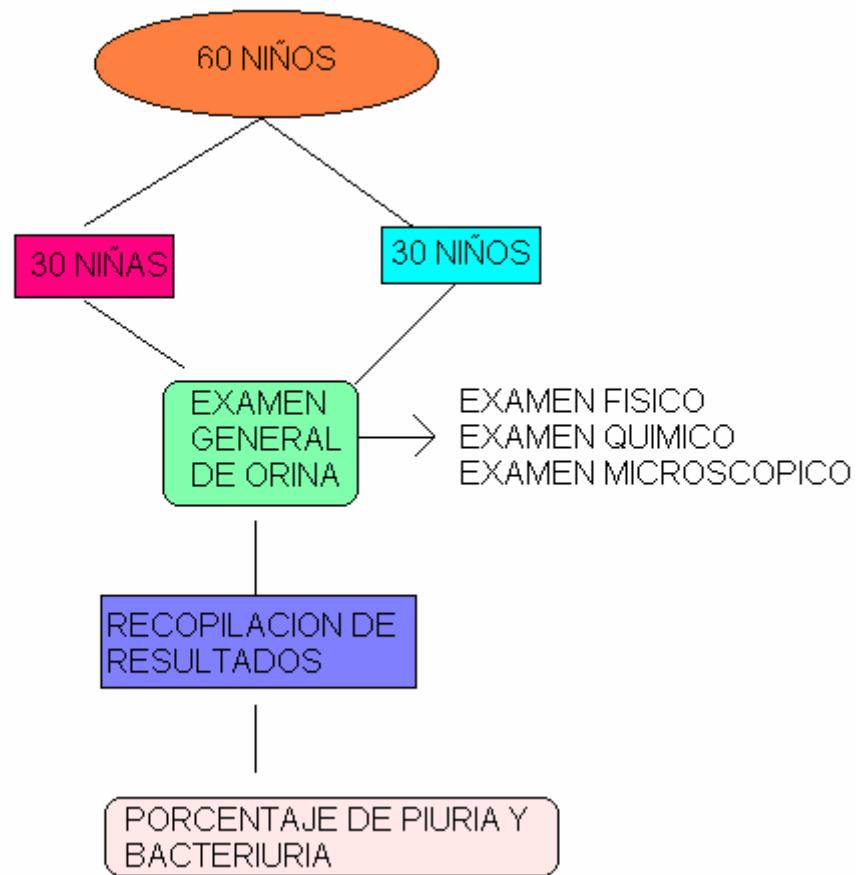 60 NIÑOS
30 NIÑAS
30 NIÑOS
EXAMEN
GENERAL
DE ORINA
EXAMEN FISICO
EXAMEN QUIMICO
EXAMEN MICROSCOPICO
RECOPILACION DE
RESULTADOS
PORCENTAJE DE PIURIA Y
BACTERIURIA